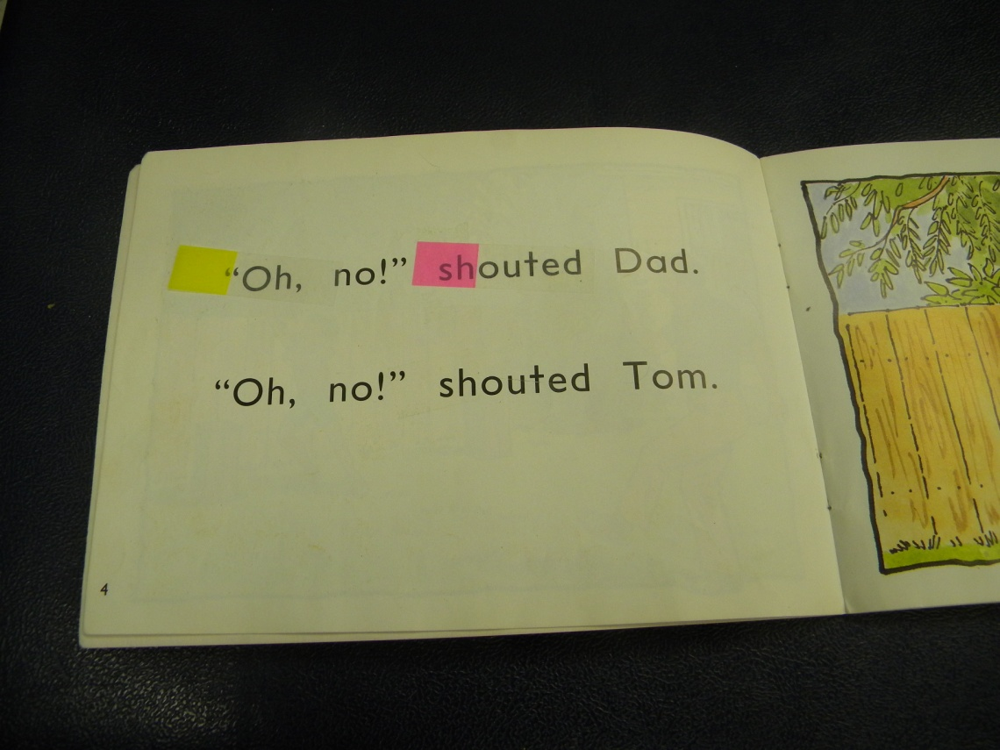 “Oh, no!” shouted Dad.
“Oh, no!” shouted Tom.
4